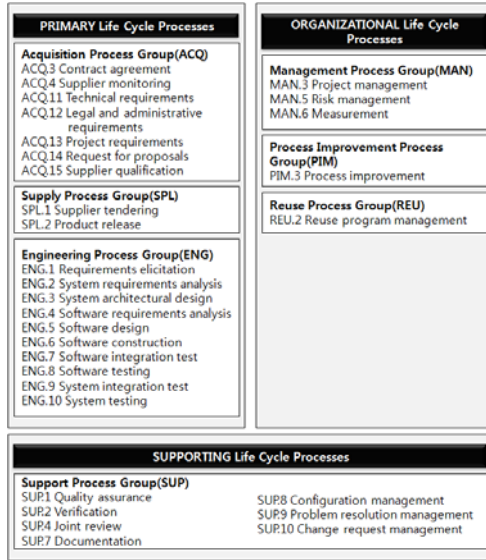 PRIMARY Life Cycle Processes
Acquisition Process Group(ACQ)
ACQ.3 Contract agreement
ACQ.4 Supplier monitoring
ACQ.11 Technical requirements
ACQ.12 Legal and administrative
requirements
ACQ.13 Project requirements
ACQ.14 Request for proposals
ACQ.15 Supplier qualification
Supply Process Group(SPL)
SPL.1 Supplier tendering
SPL.2 Product release
Engineering Process Group(ENG)
ENG.1 Requirements elicitation
ENG.2 System requirements analysis
ENG.3 System architectural design
ENG.4 Software requirements analysis
ENG.5 Software design
ENG.6 Software construction
ENG.7 Software integration test
ENG.8 Software testing
ENG.9 System integration test
ENG.10 System testing
ORGANIZATIONAL Life Cycle
Processes
Management Process Group(MAN)
MAN.3 Project management
MAN.5 Risk management
MAN.6 Measurement
Process Improvement Process
Group(PIM)
PIM.3 Process improvement
Reuse Process Group(REU)
REU.2 Reuse program management
SUPPORTING Life Cycle Processes
Support Process Group(SUP)
SUP.1 Quality assurance
SUP.2 Verification
SUP.4 Joint review
SUP.7 Documentation
SUP.8 Configuration management
SUP.9 Problem resolution management
SUP.10 Change request management